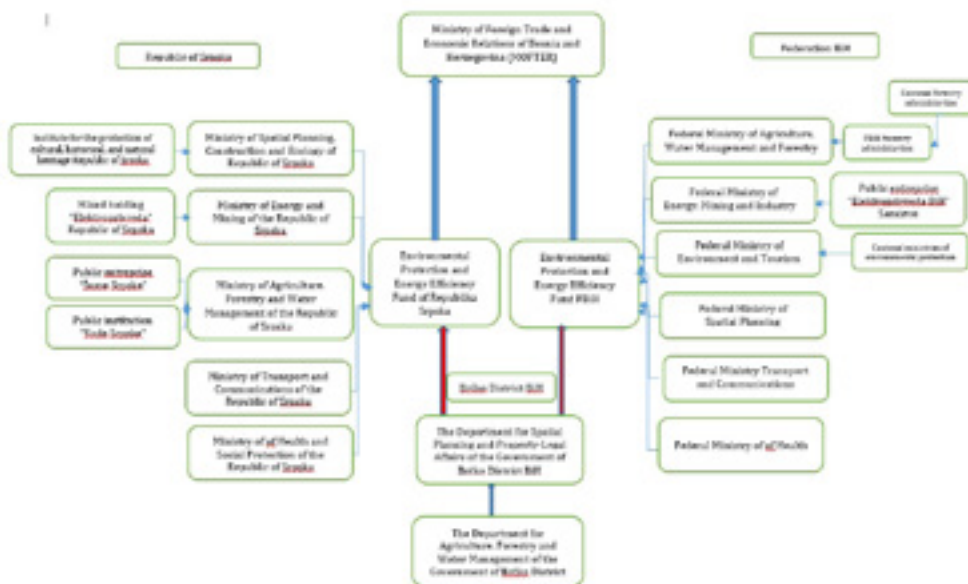 Ministry of Foreign Trade and
Economic Relations of Bosnia and
Herzegovina (MOFTER)
Republic of Srpska
Federation BiH
Institute for the protection of
cultural, historical, and natural
heritage Republic of Srpska
Ministry of Spatial Planning,
Construction and Ecology of
Republic of Srpska
Federal Ministry of Agriculture,
Water Management and Forestry
Mixed holding
"Elektroprivreda"
Republic of Srpska
Ministry of Energy and
Mining of the Republic of
Srpska
Federal Ministry of
Energy, Mining and Industry
Public enterprise
"Elektroprivreda BiH"
Sarajevo
Environmental
Protection and
Energy Efficiency
Fund of Republika
Srpska
Environmental
Protection and
Energy Efficiency
Fund FBiH
Federal Ministry of
Environment and Tourism
Public enterprise
"Sume Srpske"
Public institution
"Vode Srpske"
Ministry of Agriculture,
Forestry and Water
Management of the Republic
of Srpska
Federal Ministry of
Spatial Planning
Ministry of Transport and
Communications of the
Republic of Srpska
Federal Ministry Transport
and Communications
Brčko District BiH
Ministry of of Health and
Social Protection of the
Republic of Srpska
The Department for Spatial
Planning and Property-Legal
Affairs of the Government of
Brčko District BiH
Federal Ministry of of Health
The Department for
Agriculture, Forestry and
Water Management of the
Government of Brčko District